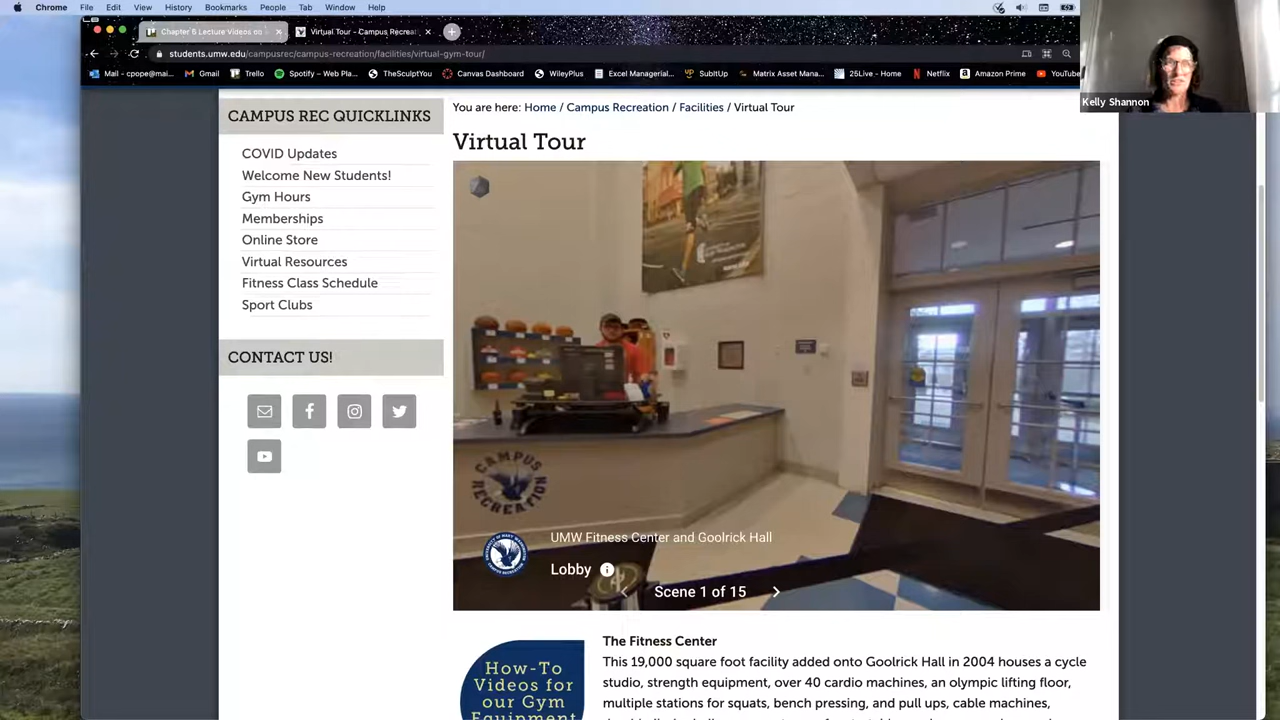 Chrome File Edit View History Bookmarks People Tab Window Help
Chapter 6 Lecture Videos on
Virtual Tour - Campus Recreat
students.umw.edu/campusrec/campus-recreation/facilities/virtual-gym-tour/
Mail - cpope@mai... Gmail Trello Spotify – Web Pla... TheSculptYou Canvas Dashboard WileyPlus Excel Managerial... SubItUp Matrix Asset Mana... 25Live - Home Netflix Amazon Prime YouTube
Kelly Shannon
CAMPUS REC QUICKLINKS
COVID Updates
Welcome New Students!
Gym Hours
Memberships
Online Store
Virtual Resources
Fitness Class Schedule
Sport Clubs
CONTACT US!
You are here: Home / Campus Recreation / Facilities / Virtual Tour
Virtual Tour
CAMPUS
RECREATION
UMW Fitness Center and Goolrick Hall
Lobby
Scene 1 of 15
How-To
Videos for
our Gym
Equipment
The Fitness Center
This 19,000 square foot facility added onto Goolrick Hall in 2004 houses a cycle
studio, strength equipment, over 40 cardio machines, an olympic lifting floor,
multiple stations for squats, bench pressing, and pull ups, cable machines,